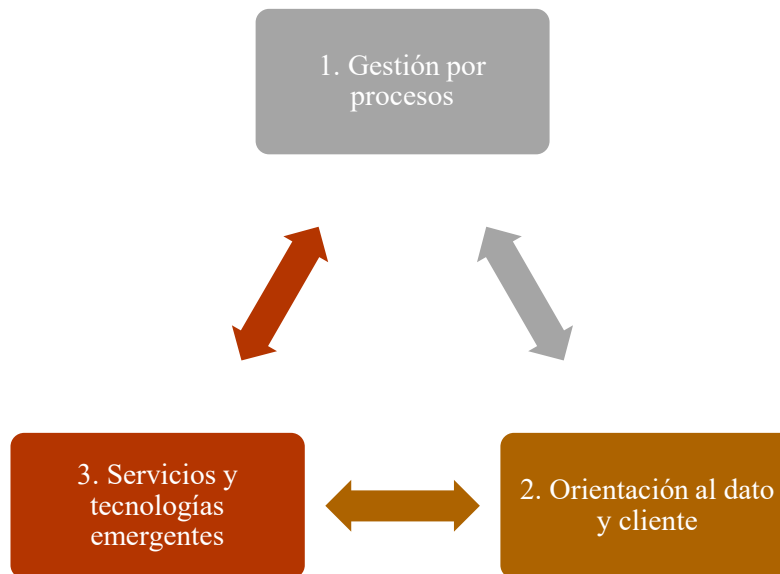 1. Gestión por
procesos
3. Servicios y
tecnologías
emergentes
2. Orientación al dato
y cliente